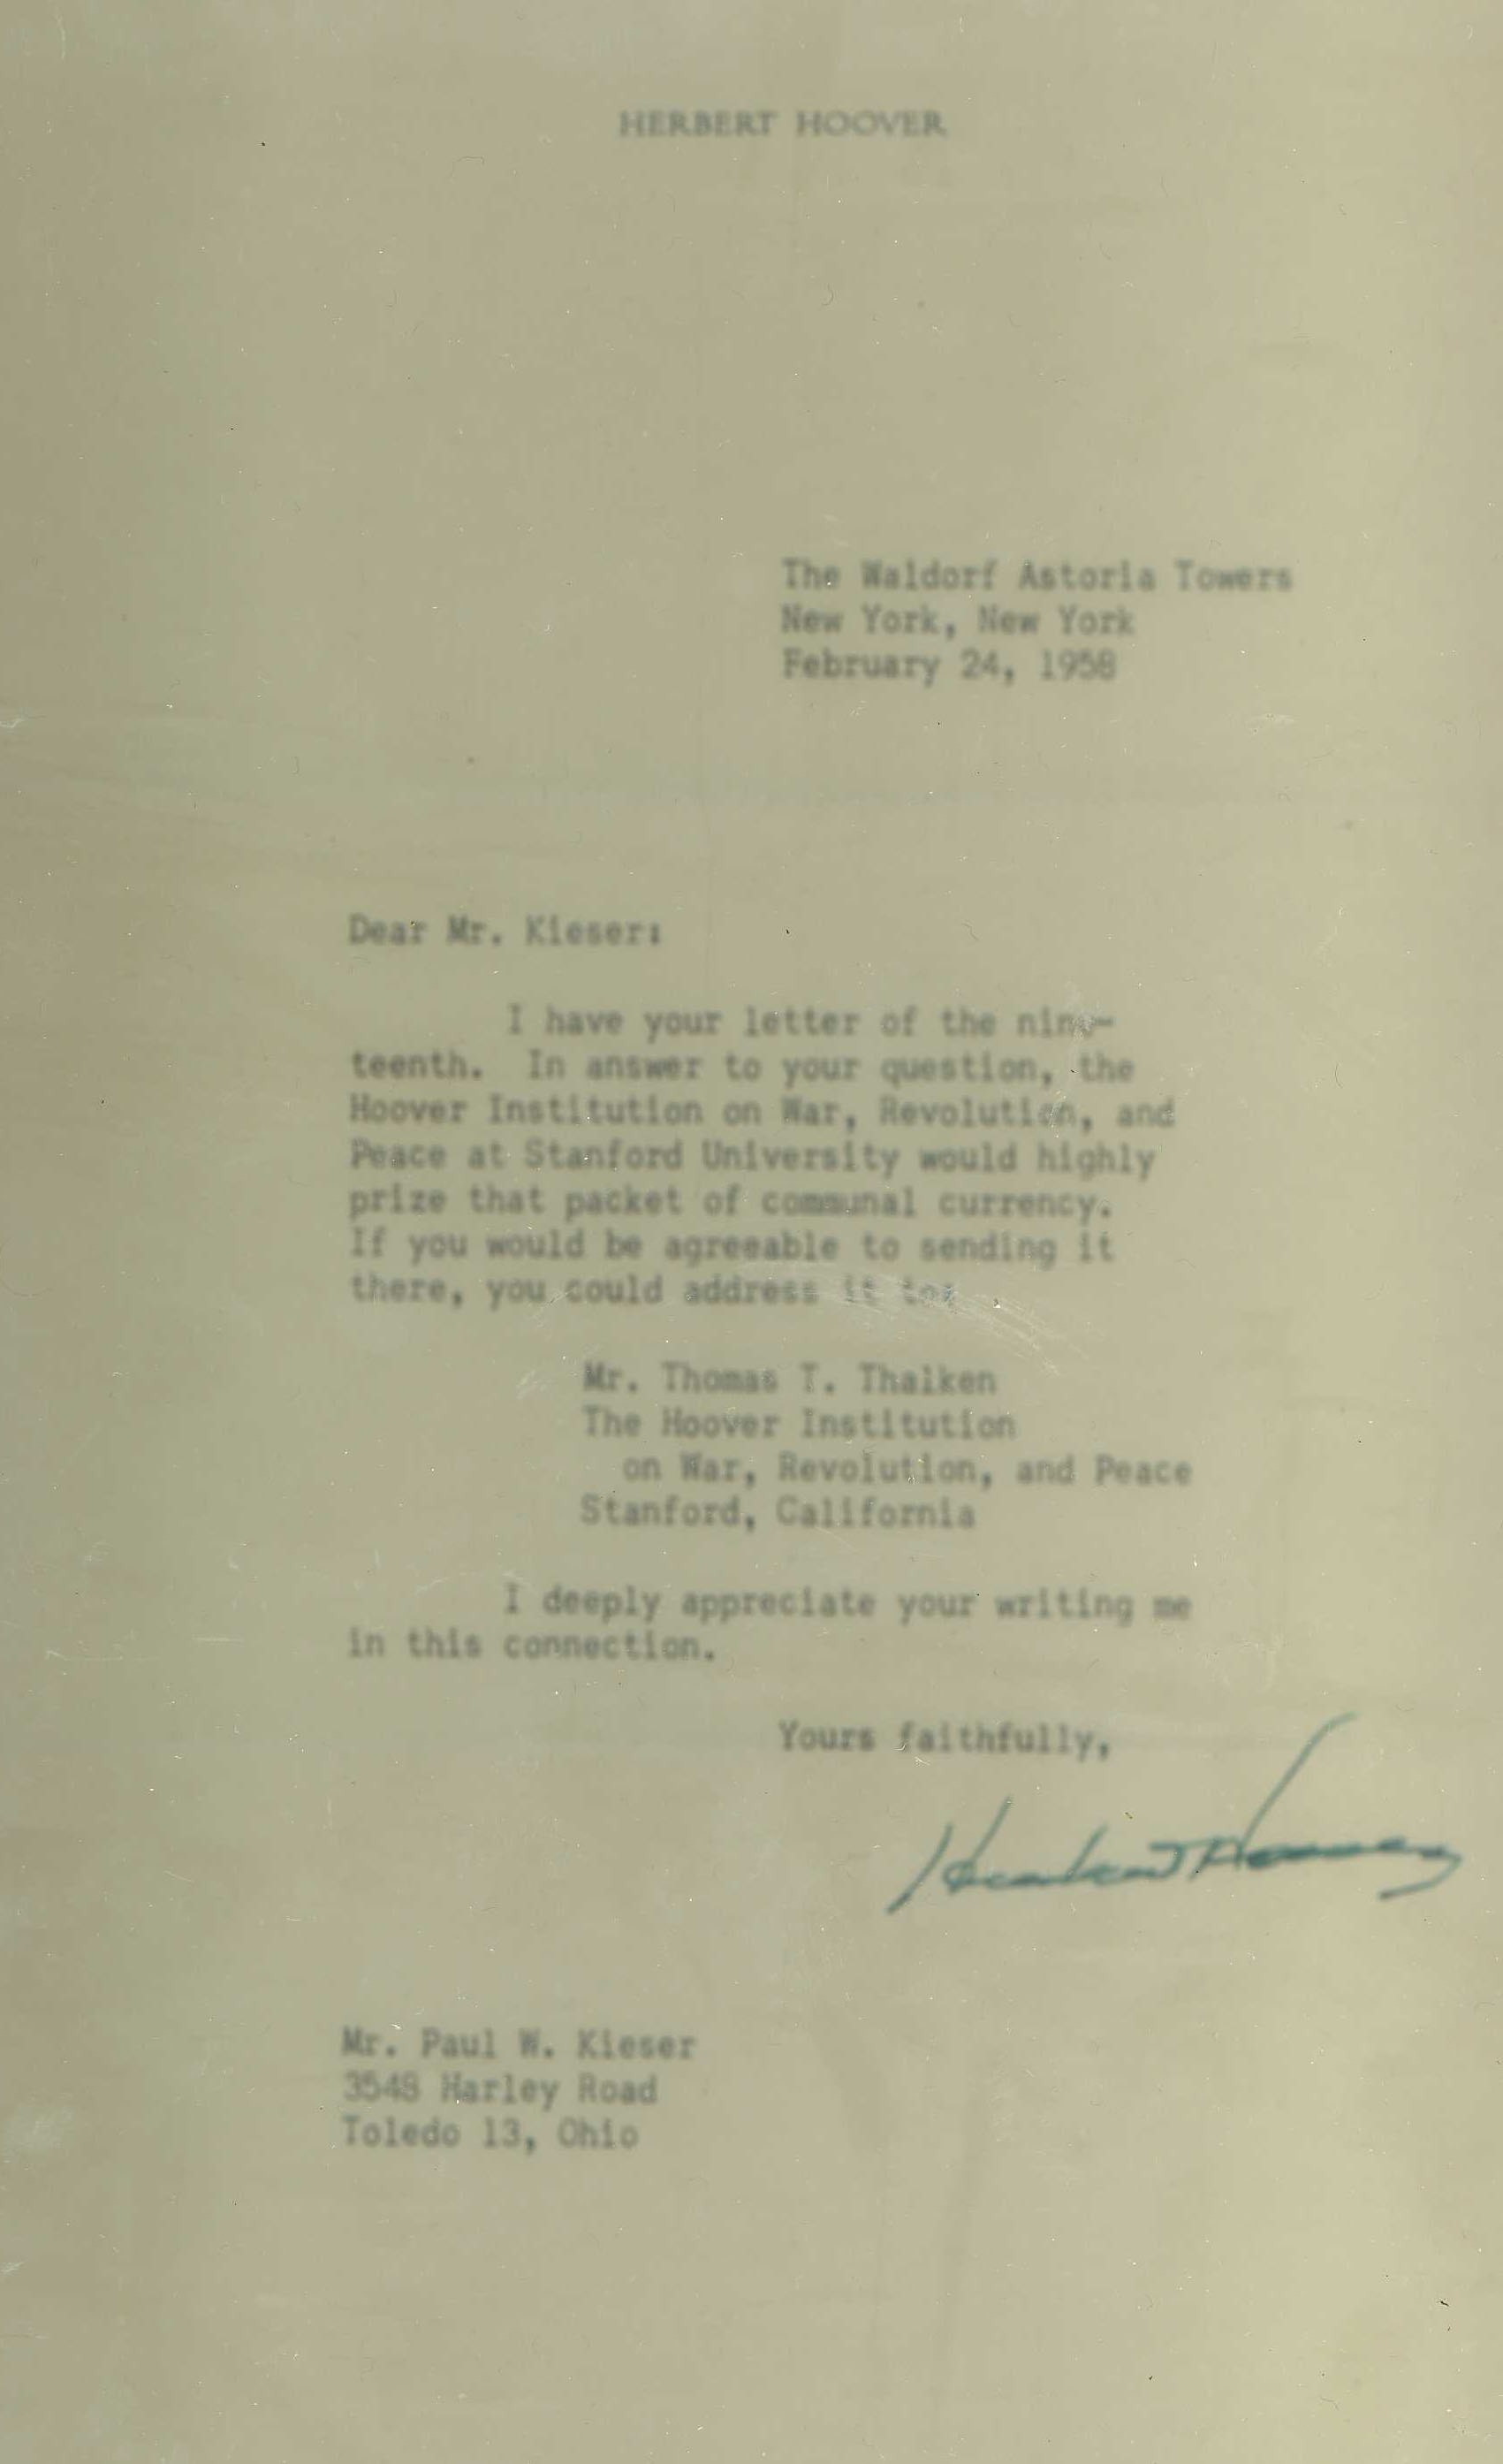 HERBERT HOOVER
The Waldorf Astoria Towers
New York, New York
February 24, 1958
Dear Mr. Kieser:
I have your letter of the nine-
teenth. In answer to your question, the
Hoover Institution on War, Revolution, and
Peace at Stanford University would highly
prize that packet of communal currency.
If you would be agreeable to sending it
there, you could address it to:
Mr. Thomas T. Thalken
The Hoover Institution
on War, Revolution, and Peace
Stanford, California
I deeply appreciate your writing me
in this connection.
Yours faithfully,
Herbert Hoover
Mr. Paul W. Kieser
3548 Harley Road
Toledo 13, Ohio